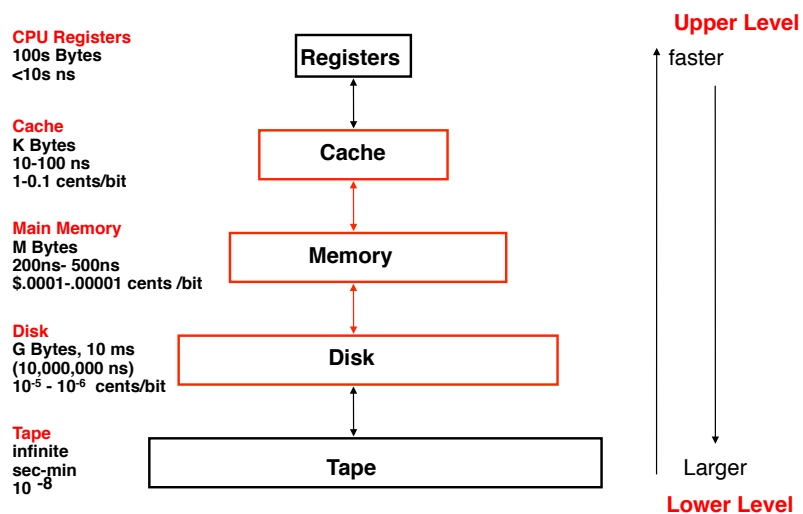 Upper Level
CPU Registers
100s Bytes
<10s ns
Registers
faster
Cache
K Bytes
10-100 ns
1-0.1 cents/bit
Cache
Main Memory
M Bytes
200ns- 500ns
$.0001-.00001 cents /bit
Memory
Disk
G Bytes, 10 ms
(10,000,000 ns)
10⁻⁵ - 10⁻⁶ cents/bit
Disk
Tape
infinite
sec-min
10 ⁻⁸
Tape
Larger
Lower Level